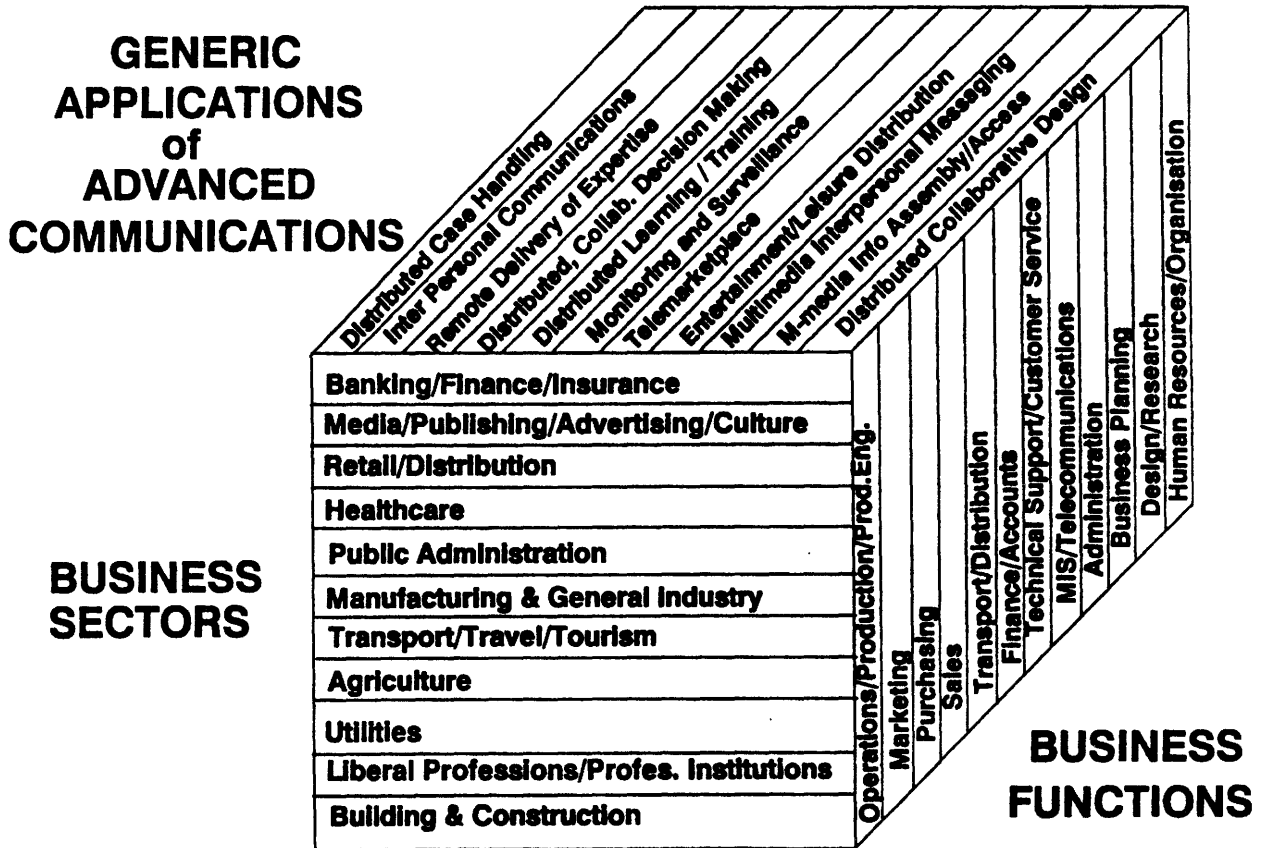 GENERIC
APPLICATIONS
of
ADVANCED
COMMUNICATIONS
Distributed Case Handling
Inter Personal Communications
Remote Delivery of Expertise
Distributed, Collab. Decision Making
Distributed Learning / Training
Monitoring and Surveillance
Telemarketplace
Entertainment/Leisure Distribution
Multimedia Interpersonal Messaging
M-media Info Assembly/Access
Distributed Collaborative Design
BUSINESS
SECTORS
Banking/Finance/Insurance
Media/Publishing/Advertising/Culture
Retail/Distribution
Healthcare
Public Administration
Manufacturing & General Industry
Transport/Travel/Tourism
Agriculture
Utilities
Liberal Professions/Profes. Institutions
Building & Construction
Operations/Production/Prod.Eng.
Marketing
Purchasing
Sales
Transport/Distribution
Finance/Accounts
Technical Support/Customer Service
MIS/Telecommunications
Administration
Business Planning
Design/Research
Human Resources/Organisation
BUSINESS
FUNCTIONS